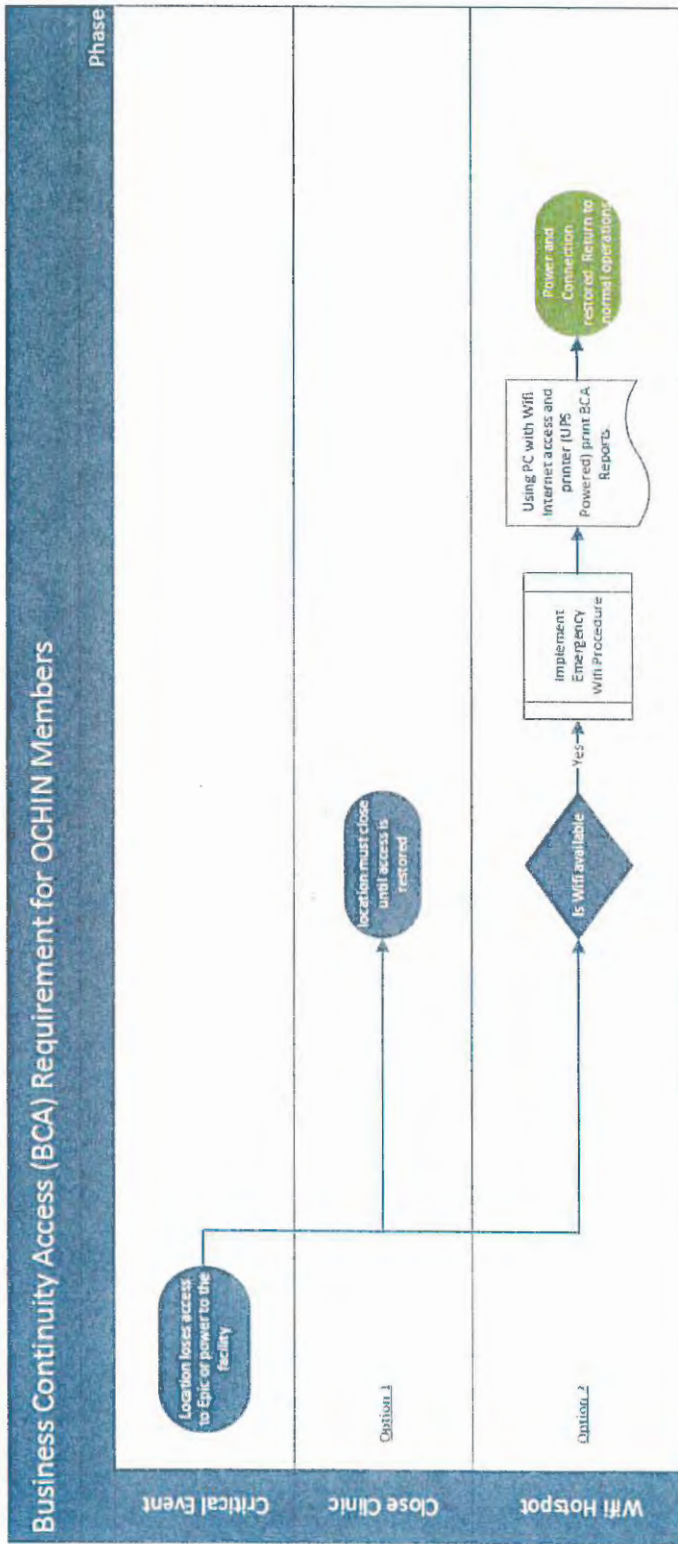 Business Continuity Access (BCA) Requirement for OCHIN Members
Phase
Critical Event
Location loses access
to Epic or power to the
facility
Close Clinic
Option 1
location must close
until access is
restored
Wifi Hotspot
Option 2
Is Wifi available
Yes
Implement
Emergency
Wifi Procedure
Using PC with Wifi
Internet access and
printer (UPS
Powered) print BCA
Reports.
Power and
Connection
restored. Return to
normal operations